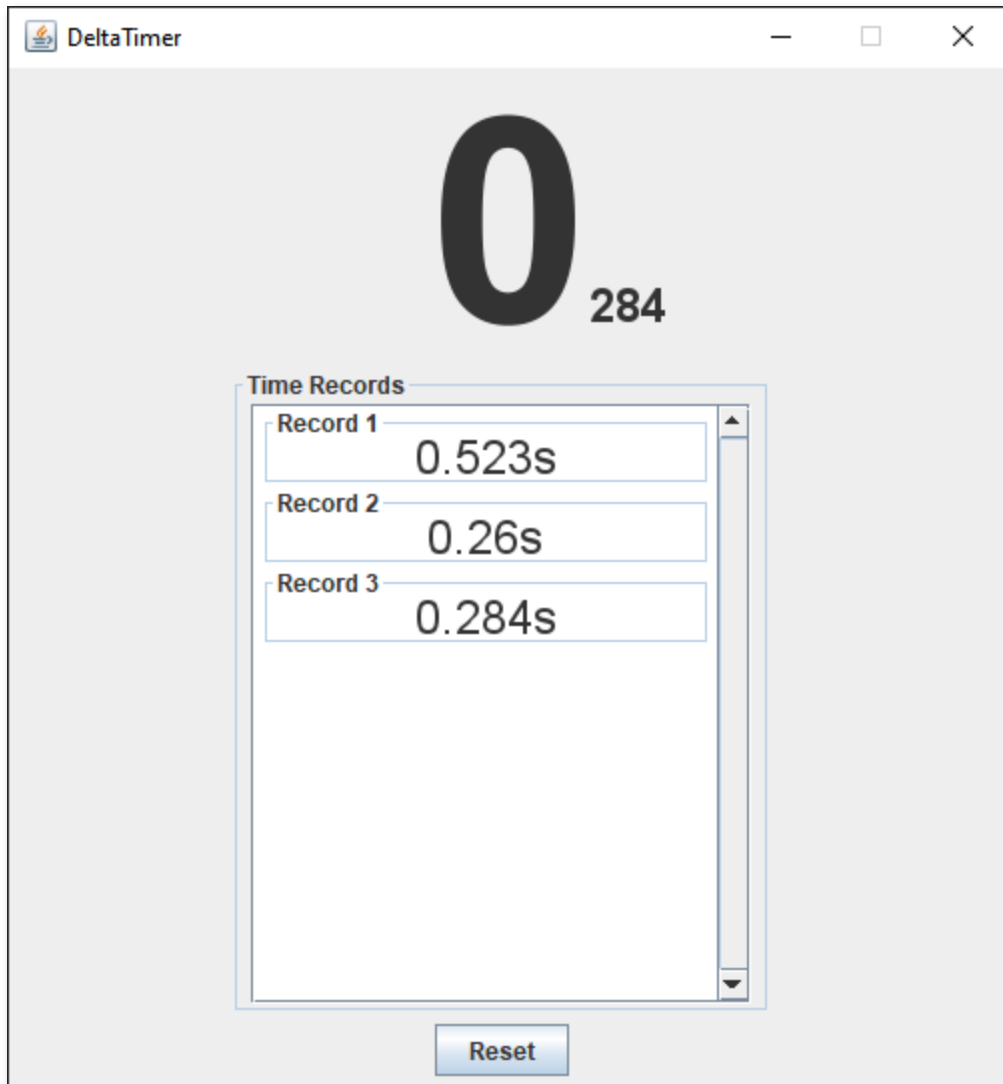 DeltaTimer
0 284
Time Records
Record 1
0.523s
Record 2
0.26s
Record 3
0.284s
Reset